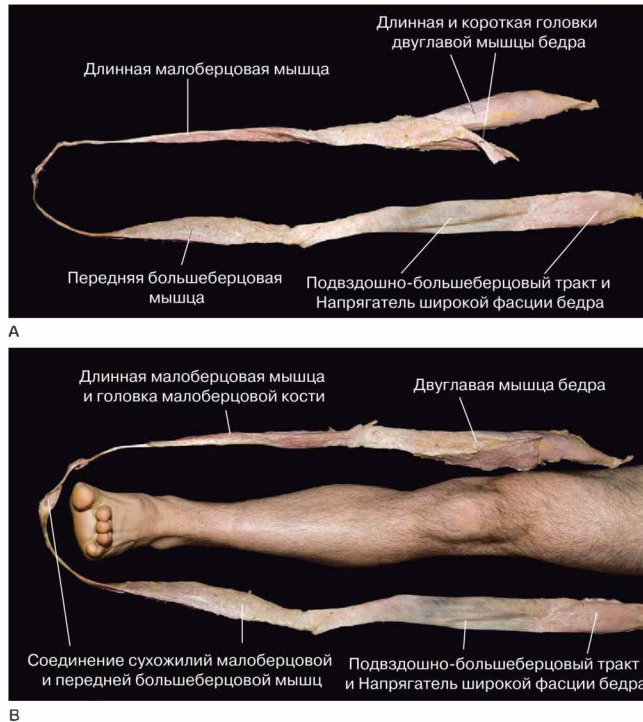 Длинная и короткая головки
двуглавой мышцы бедра
Длинная малоберцовая мышца
Передняя большеберцовая
мышца
Подвздошно-большеберцовый тракт и
Напрягатель широкой фасции бедра
A
Длинная малоберцовая мышца
и головка малоберцовой кости
Двуглавая мышца бедра
Соединение сухожилий малоберцовой
и передней большеберцовой мышц
Подвздошно-большеберцовый тракт
и Напрягатель широкой фасции бедра
B